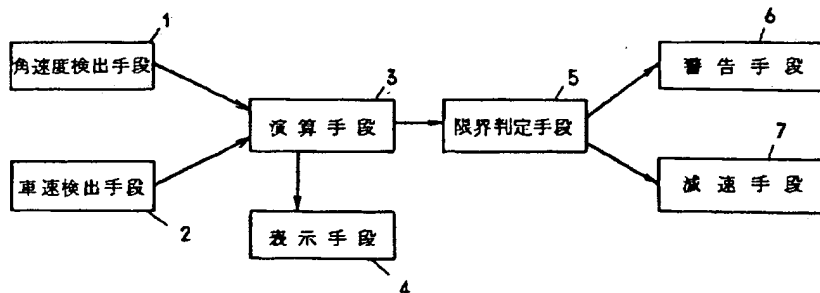 1
角速度検出手段
車速検出手段
2
3
演算手段
表示手段
4
5
限界判定手段
6
警告手段
7
減速手段